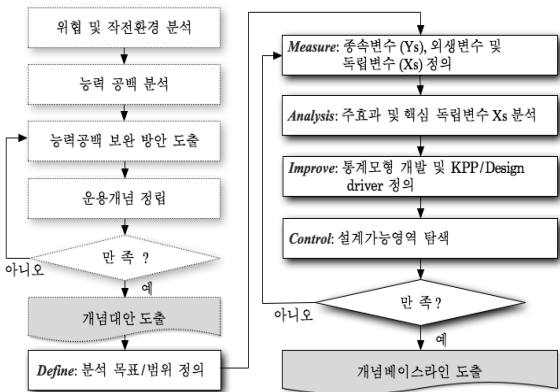 위협 및 작전환경 분석
능력 공백 분석
능력공백 보완 방안 도출
운용개념 정립
만 족 ?
아니오
예
개념대안 도출
Define: 분석 목표/범위 정의
Measure: 종속변수 (Ys), 외생변수 및
독립변수 (Xs) 정의
Analysis: 주효과 및 핵심 독립변수 Xs 분석
Improve: 통계모형 개발 및 KPP/Design
driver 정의
Control: 설계가능영역 탐색
만 족?
아니오
예
개념베이스라인 도출